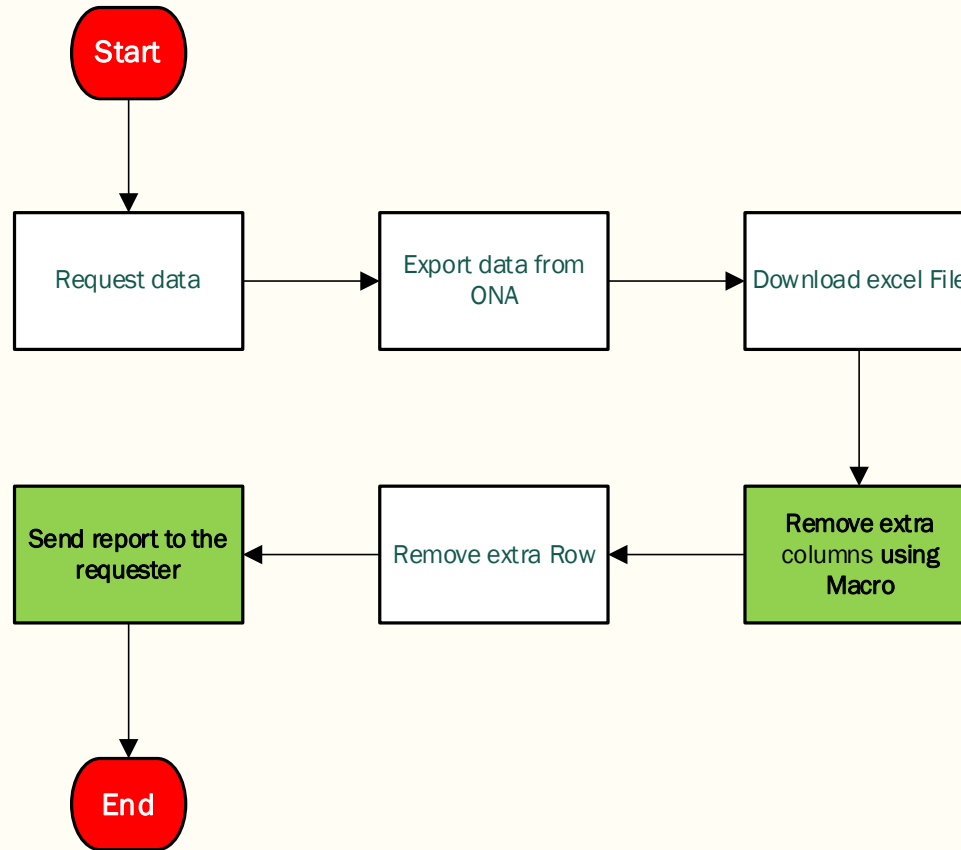 Start
Request data
Export data from
ONA
Download excel File
Send report to the
requester
Remove extra Row
Remove extra
columns using
Macro
End